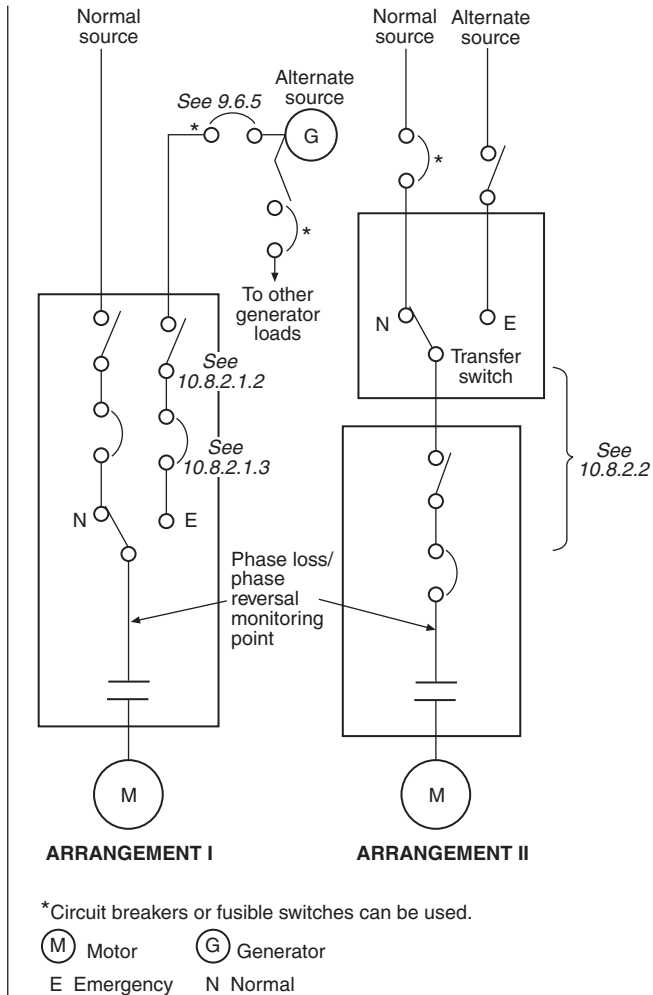 Normal
source
Alternate
source
See 9.6.5
*
G
To other
generator
loads
See
10.8.2.1.2
See
10.8.2.1.3
N
E
Normal
source
Alternate
source
*
*
N
E
Transfer
switch
See
10.8.2.2
Phase loss/
phase
reversal
monitoring
point
M
M
ARRANGEMENT I
ARRANGEMENT II
*Circuit breakers or fusible switches can be used.
M Motor G Generator
E Emergency N Normal